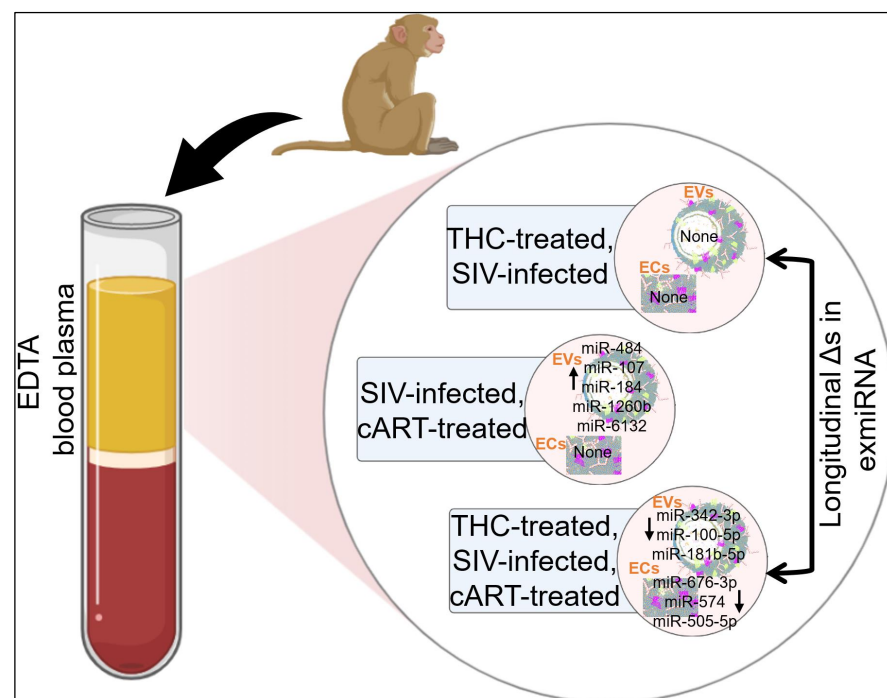 EDTA
blood plasma
THC-treated,
SIV-infected
EVs
None
ECs
None
SIV-infected,
cART-treated
EVs
miR-484
miR-107
miR-184
miR-1260b
miR-6132
ECs
None
THC-treated,
SIV-infected,
cART-treated
EVs
miR-342-3p
miR-100-5p
miR-181b-5p
ECs
miR-676-3p
miR-574
miR-505-5p
Longitudinal Δs in
exmiRNA